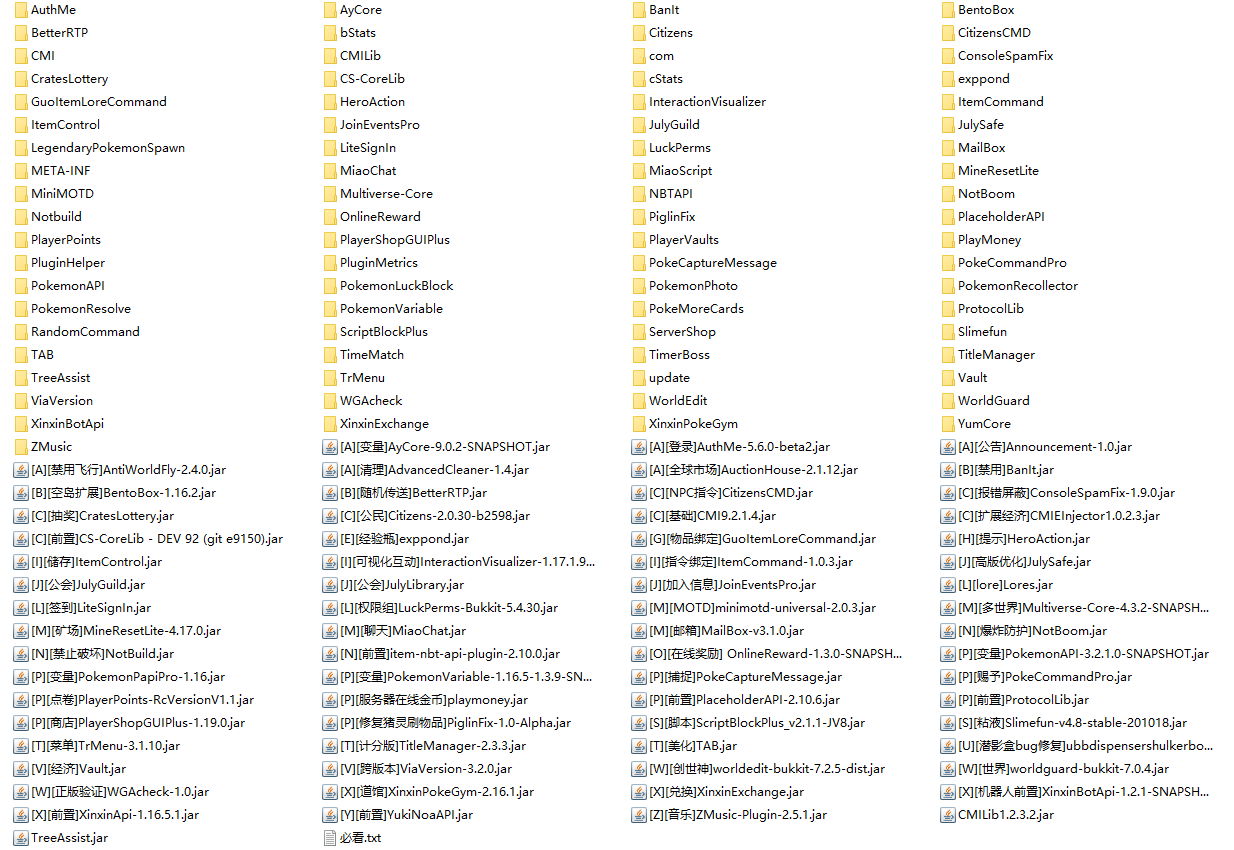 AuthMe AyCore BanIt BentoBox
BetterRTP bStats Citizens CitizensCMD
CMI CMILib com ConsoleSpamFix
CratesLottery CS-CoreLib cStats exppond
GuoItemLoreCommand HeroAction InteractionVisualizer ItemCommand
ItemControl JoinEventsPro JulyGuild JulySafe
LegendaryPokemonSpawn LiteSignIn LuckPerms MailBox
META-INF MiaoChat MiaoScript MineResetLite
MiniMOTD Multiverse-Core NBTAPI NotBoom
Notbuild OnlineReward PiglinFix PlaceholderAPI
PlayerPoints PlayerShopGUIPlus PlayerVaults PlayMoney
PluginHelper PluginMetrics PokeCaptureMessage PokeCommandPro
PokemonAPI PokemonLuckBlock PokemonPhoto PokemonRecollector
PokemonResolve PokemonVariable PokeMoreCards ProtocolLib
RandomCommand ScriptBlockPlus ServerShop Slimefun
TAB TimeMatch TimerBoss TitleManager
TreeAssist TrMenu update Vault
ViaVersion WGAcheck WorldEdit WorldGuard
XinxinBotApi XinxinExchange XinxinPokeGym YumCore
ZMusic [A][变量]AyCore-9.0.2-SNAPSHOT.jar [A][登录]AuthMe-5.6.0-beta2.jar [A][公告]Announcement-1.0.jar
[A][禁用飞行]AntiWorldFly-2.4.0.jar [A][清理]AdvancedCleaner-1.4.jar [A][全球市场]AuctionHouse-2.1.12.jar [B][禁用]BanIt.jar
[B][空岛扩展]BentoBox-1.16.2.jar [B][随机传送]BetterRTP.jar [C][NPC指令]CitizensCMD.jar [C][报错屏蔽]ConsoleSpamFix-1.9.0.jar
[C][抽奖]CratesLottery.jar [C][公民]Citizens-2.0.30-b2598.jar [C][基础]CMI9.2.1.4.jar [C][扩展经济]CMIEInjector1.0.2.3.jar
[C][前置]CS-CoreLib - DEV 92 (git e9150).jar [E][经验瓶]exppond.jar [G][物品绑定]GuoItemLoreCommand.jar [H][提示]HeroAction.jar
[I][储存]ItemControl.jar [I][可视化互动]InteractionVisualizer-1.17.1.9... [I][指令绑定]ItemCommand-1.0.3.jar [J][高版优化]JulySafe.jar
[J][公会]JulyGuild.jar [J][公会]JulyLibrary.jar [J][加入信息]JoinEventsPro.jar [L][lore]Lores.jar
[L][签到]LiteSignIn.jar [L][权限组]LuckPerms-Bukkit-5.4.30.jar [M][MOTD]minimotd-universal-2.0.3.jar [M][多世界]Multiverse-Core-4.3.2-SNAPSH...
[M][矿场]MineResetLite-4.17.0.jar [M][聊天]MiaoChat.jar [M][邮箱]MailBox-v3.1.0.jar [N][爆炸防护]NotBoom.jar
[N][禁止破坏]NotBuild.jar [N][前置]item-nbt-api-plugin-2.10.0.jar [O][在线奖励] OnlineReward-1.3.0-SNAPSH... [P][变量]PokemonAPI-3.2.1.0-SNAPSHOT.jar
[P][变量]PokemonPapiPro-1.16.jar [P][变量]PokemonVariable-1.16.5-1.3.9-SN... [P][捕捉]PokeCaptureMessage.jar [P][赐予]PokeCommandPro.jar
[P][点卷]PlayerPoints-RcVersionV1.1.jar [P][服务器在线金币]playmoney.jar [P][前置]PlaceholderAPI-2.10.6.jar [P][前置]ProtocolLib.jar
[P][商店]PlayerShopGUIPlus-1.19.0.jar [P][修复猪灵刷物品]PiglinFix-1.0-Alpha.jar [S][脚本]ScriptBlockPlus_v2.1.1-JV8.jar [S][粘液]Slimefun-v4.8-stable-201018.jar
[T][菜单]TrMenu-3.1.10.jar [T][计分版]TitleManager-2.3.3.jar [T][美化]TAB.jar [U][潜影盒bug修复]ubbdispensershulkerbo...
[V][经济]Vault.jar [V][跨版本]ViaVersion-3.2.0.jar [W][创世神]worldedit-bukkit-7.2.5-dist.jar [W][世界]worldguard-bukkit-7.0.4.jar
[W][正版验证]WGAcheck-1.0.jar [X][道馆]XinxinPokeGym-2.16.1.jar [X][兑换]XinxinExchange.jar [X][机器人前置]XinxinBotApi-1.2.1-SNAPSH...
[X][前置]XinxinApi-1.16.5.1.jar [Y][前置]YukiNoaAPI.jar [Z][音乐]ZMusic-Plugin-2.5.1.jar CMILib1.2.3.2.jar
TreeAssist.jar 必看.txt